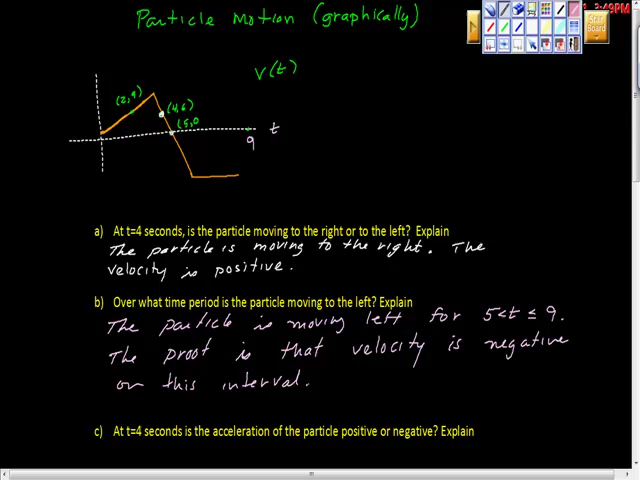 Particle Motion (graphically)
3:49PM
Start
Board
v(t)
(2,9)
(4,6)
(5,0
t
9
a) At t=4 seconds, is the particle moving to the right or to the left? Explain
The particle is moving to the right. The
velocity is positive.
b) Over what time period is the particle moving to the left? Explain
The particle is moving left for 5<t≤9.
The proof is that velocity is negative
on this interval.
c) At t=4 seconds is the acceleration of the particle positive or negative? Explain